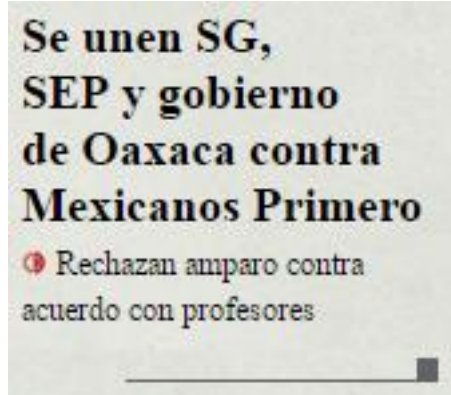 Se unen SG,
SEP y gobierno
de Oaxaca contra
Mexicanos Primero
Rechazan amparo contra
acuerdo con profesores